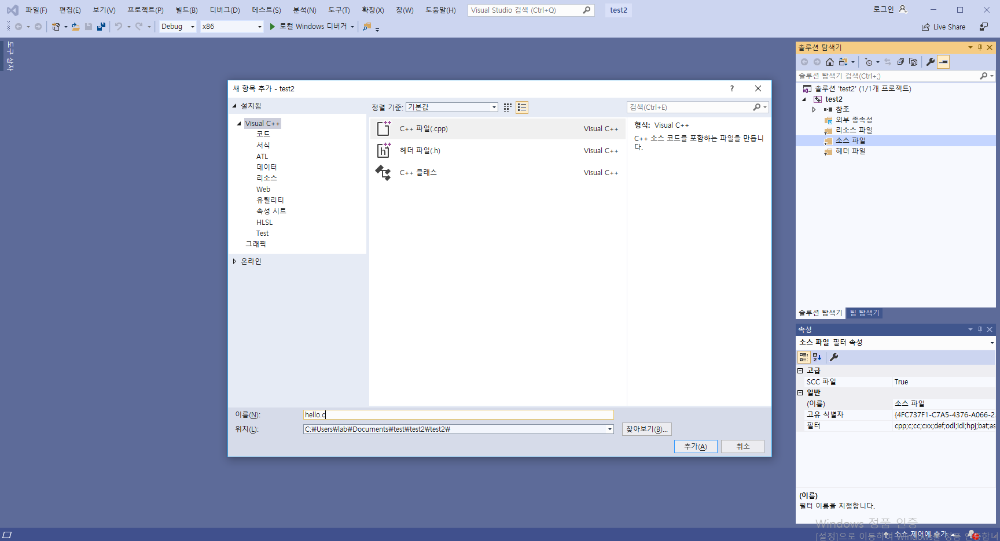 파일(F) 편집(E) 보기(V) 프로젝트(P) 빌드(B) 디버그(D) 테스트(S) 분석(N) 도구(T) 확장(X) 창(W) 도움말(H) Visual Studio 검색 (Ctrl+Q) test2 로그인
Debug x86 로컬 Windows 디버거 Live Share
도구 상자
새 항목 추가 - test2
설치됨
Visual C++
코드
서식
ATL
데이터
리소스
Web
유틸리티
속성 시트
HLSL
Test
그래픽
온라인
정렬 기준: 기본값
C++ 파일(.cpp) Visual C++
헤더 파일(.h) Visual C++
C++ 클래스 Visual C++
검색(Ctrl+E)
형식: Visual C++
C++ 소스 코드를 포함하는 파일을 만듭니
다.
이름(N): hello.c
위치(L): C:₩Users₩lab₩Documents₩test₩test2₩test2₩ 찾아보기(B)...
추가(A) 취소
솔루션 탐색기
솔루션 탐색기 검색(Ctrl+;)
솔루션 'test2' (1/1개 프로젝트)
test2
참조
외부 종속성
리소스 파일
소스 파일
헤더 파일
솔루션 탐색기 팀 탐색기
속성
소스 파일 필터 속성
고급
SCC 파일 True
일반
(이름) 소스 파일
고유 식별자 {4FC737F1-C7A5-4376-A066-2
필터 cpp;c;cc;cxx;def;odl;idl;hpj;bat;as
(이름)
필터 이름을 지정합니다.
Windows 정품 인증
[설정]으로 이동하여 Windows를 정품 인증합니
소스 제어에 추가